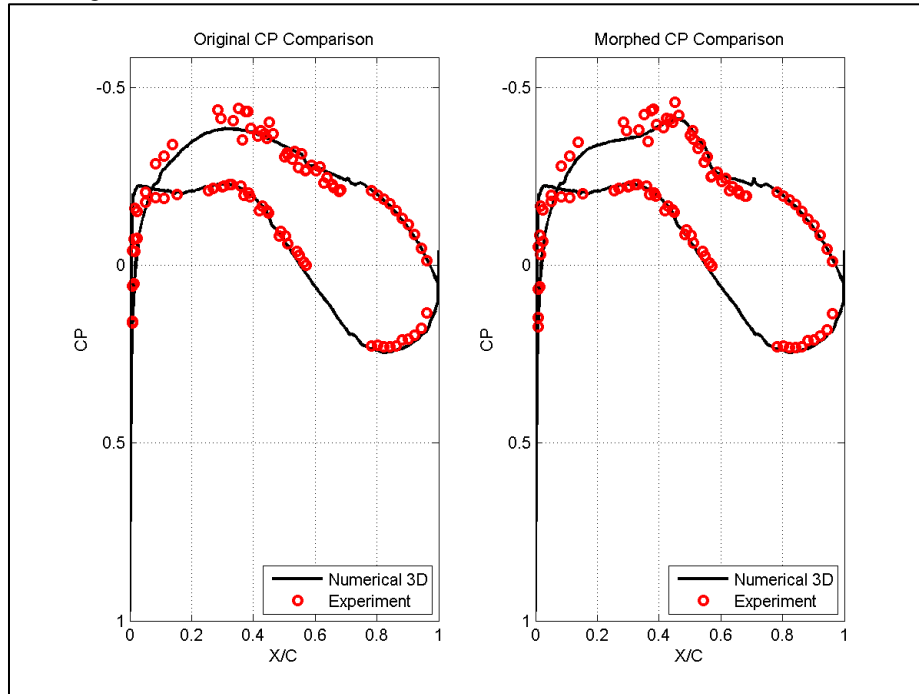 Original CP Comparison
-0.5
0
0.5
1
CP
0
0.2
0.4
0.6
0.8
1
X/C
Numerical 3D
Experiment
Morphed CP Comparison
-0.5
0
0.5
1
CP
0
0.2
0.4
0.6
0.8
1
X/C
Numerical 3D
Experiment